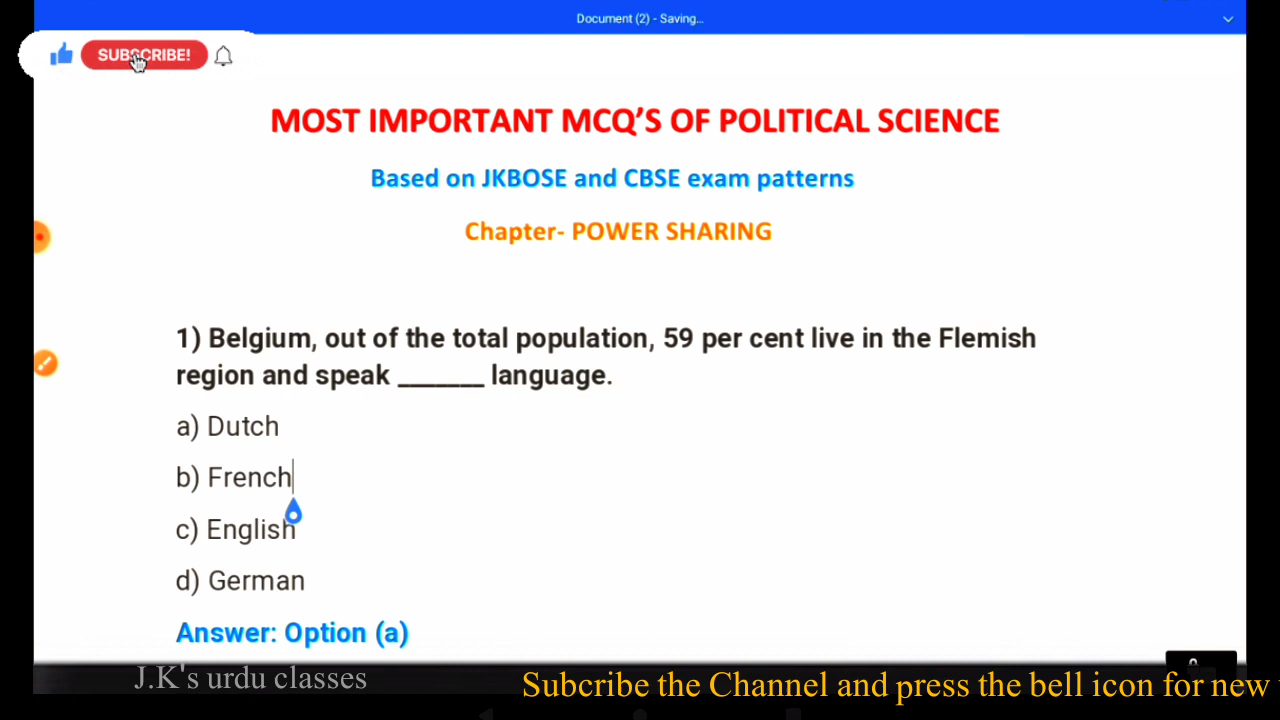 Document (2) - Saving...
SUBSCRIBE!
MOST IMPORTANT MCQ'S OF POLITICAL SCIENCE
Based on JKBOSE and CBSE exam patterns
Chapter- POWER SHARING
1) Belgium, out of the total population, 59 per cent live in the Flemish
region and speak _______ language.
a) Dutch
b) French
c) English
d) German
Answer: Option (a)
J.K's urdu classes
Subcribe the Channel and press the bell icon for new